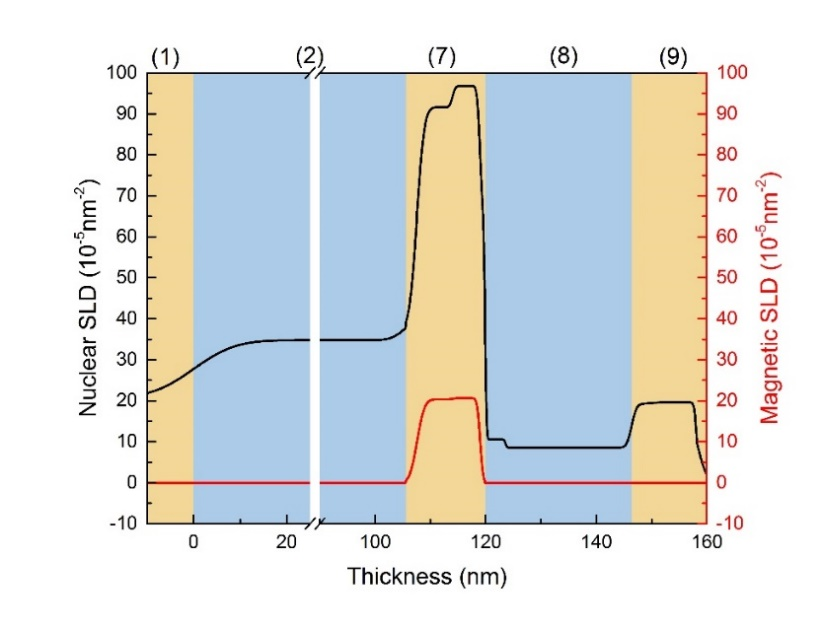 (1) (2) (7) (8) (9)
100 100
90 90
80 80
70 70
60 60
50 50
40 40
30 30
20 20
10 10
0 0
-10 -10
Nuclear SLD (10⁻⁵nm⁻²)
Magnetic SLD (10⁻⁵nm⁻²)
0 20 100 120 140 160
Thickness (nm)